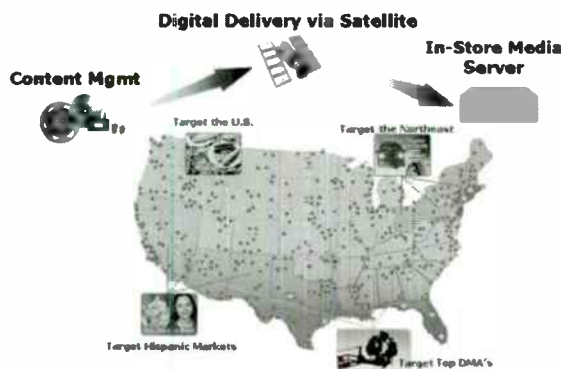 Digital Delivery via Satellite
In-Store Media
Server
Content Mgmt
Target the U.S.
Target the Northeast
Target Hispanic Markets
Target Top DMA's